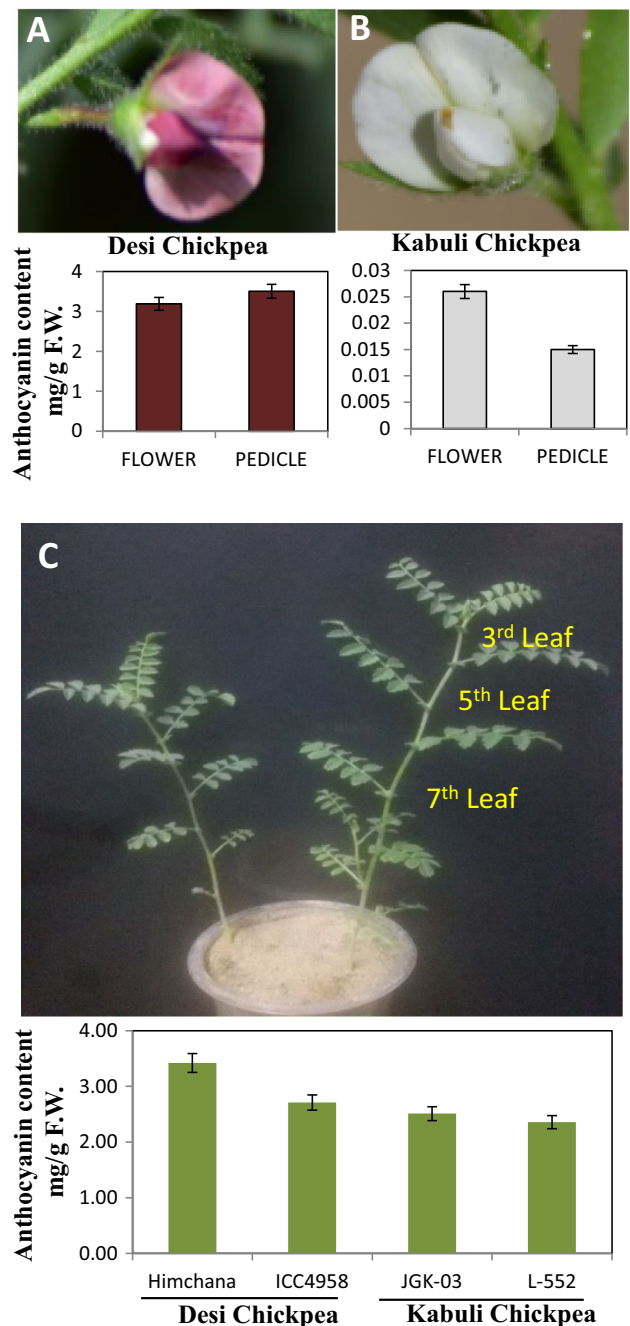 A
B
Desi Chickpea
Kabuli Chickpea
Anthocyanin content
mg/g F.W.
4
3
2
1
0
FLOWER PEDICLE
0.03
0.025
0.02
0.015
0.01
0.005
0
FLOWER PEDICLE
C
3rd Leaf
5th Leaf
7th Leaf
Anthocyanin content
mg/g F.W.
4.00
3.00
2.00
1.00
0.00
Himchana ICC4958 JGK-03 L-552
Desi Chickpea Kabuli Chickpea